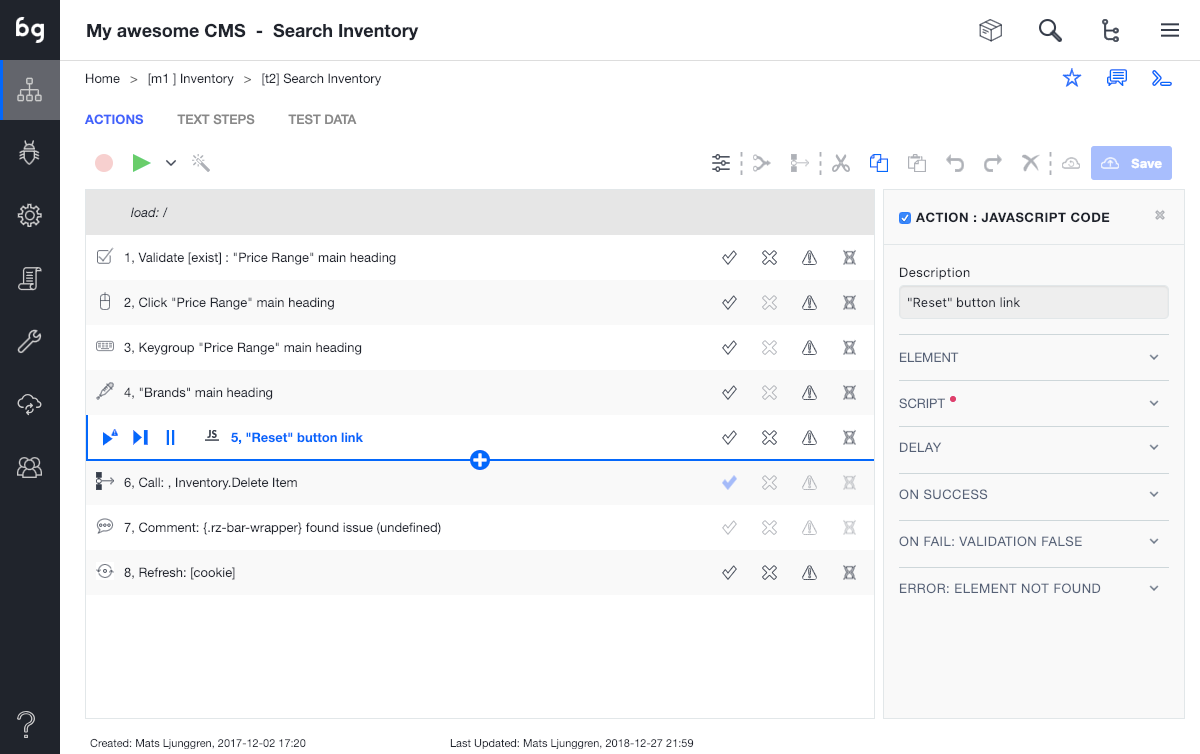 bg
My awesome CMS - Search Inventory
Home > [m1 ] Inventory > [t2] Search Inventory
ACTIONS TEXT STEPS TEST DATA
Save
load: /
1, Validate [exist] : "Price Range" main heading
2, Click "Price Range" main heading
3, Keygroup "Price Range" main heading
4, "Brands" main heading
JS 5, "Reset" button link
6, Call: , Inventory.Delete Item
7, Comment: {.rz-bar-wrapper} found issue (undefined)
8, Refresh: [cookie]
ACTION : JAVASCRIPT CODE
Description
"Reset" button link
ELEMENT
SCRIPT
DELAY
ON SUCCESS
ON FAIL: VALIDATION FALSE
ERROR: ELEMENT NOT FOUND
Created: Mats Ljunggren, 2017-12-02 17:20
Last Updated: Mats Ljunggren, 2018-12-27 21:59